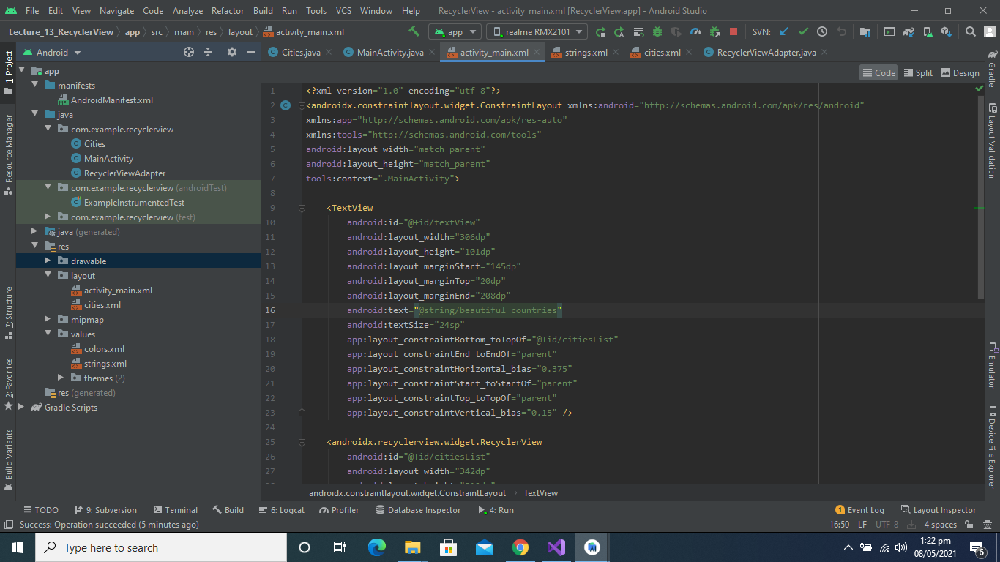 File Edit View Navigate Code Analyze Refactor Build Run Tools VCS Window Help RecyclerView - activity_main.xml [RecyclerView.app] - Android Studio
Lecture_13_RecyclerView app src main res layout activity_main.xml app realme RMX2101 SVN:
Android Cities.java MainActivity.java activity_main.xml strings.xml cities.xml RecyclerViewAdapter.java
Code Split Design
1: Project
Resource Manager
7: Structure
2: Favorites
Build Variants
app
manifests
AndroidManifest.xml
java
com.example.recyclerview
Cities
MainActivity
RecyclerViewAdapter
com.example.recyclerview (androidTest)
ExampleInstrumentedTest
com.example.recyclerview (test)
java (generated)
res
drawable
layout
activity_main.xml
cities.xml
mipmap
values
colors.xml
strings.xml
themes (2)
res (generated)
Gradle Scripts
1 <?xml version="1.0" encoding="utf-8"?>
2 <androidx.constraintlayout.widget.ConstraintLayout xmlns:android="http://schemas.android.com/apk/res/android"
3 xmlns:app="http://schemas.android.com/apk/res-auto"
4 xmlns:tools="http://schemas.android.com/tools"
5 android:layout_width="match_parent"
6 android:layout_height="match_parent"
7 tools:context=".MainActivity">
8
9 <TextView
10 android:id="@+id/textView"
11 android:layout_width="306dp"
12 android:layout_height="101dp"
13 android:layout_marginStart="145dp"
14 android:layout_marginTop="20dp"
15 android:layout_marginEnd="208dp"
16 android:text="@string/beautiful_countries"
17 android:textSize="24sp"
18 app:layout_constraintBottom_toTopOf="@+id/citiesList"
19 app:layout_constraintEnd_toEndOf="parent"
20 app:layout_constraintHorizontal_bias="0.375"
21 app:layout_constraintStart_toStartOf="parent"
22 app:layout_constraintTop_toTopOf="parent"
23 app:layout_constraintVertical_bias="0.15" />
24
25 <androidx.recyclerview.widget.RecyclerView
26 android:id="@+id/citiesList"
27 android:layout_width="342dp"
Gradle
Layout Validation
Emulator
Device File Explorer
androidx.constraintlayout.widget.ConstraintLayout TextView
TODO 9: Subversion Terminal Build 6: Logcat Profiler Database Inspector 4: Run 1 Event Log Layout Inspector
Success: Operation succeeded (5 minutes ago) 16:50 LF UTF-8 4 spaces
Type here to search 1:22 pm
08/05/2021 6